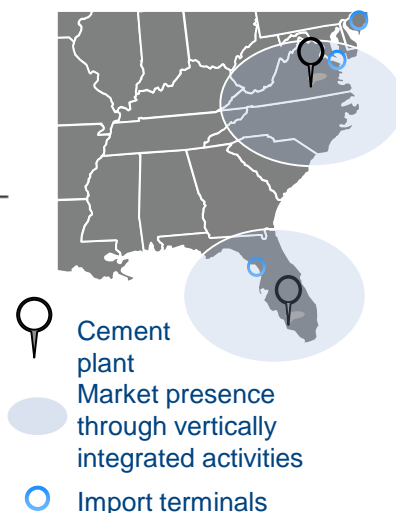 Cement
plant
Market presence
through vertically
integrated activities
Import terminals